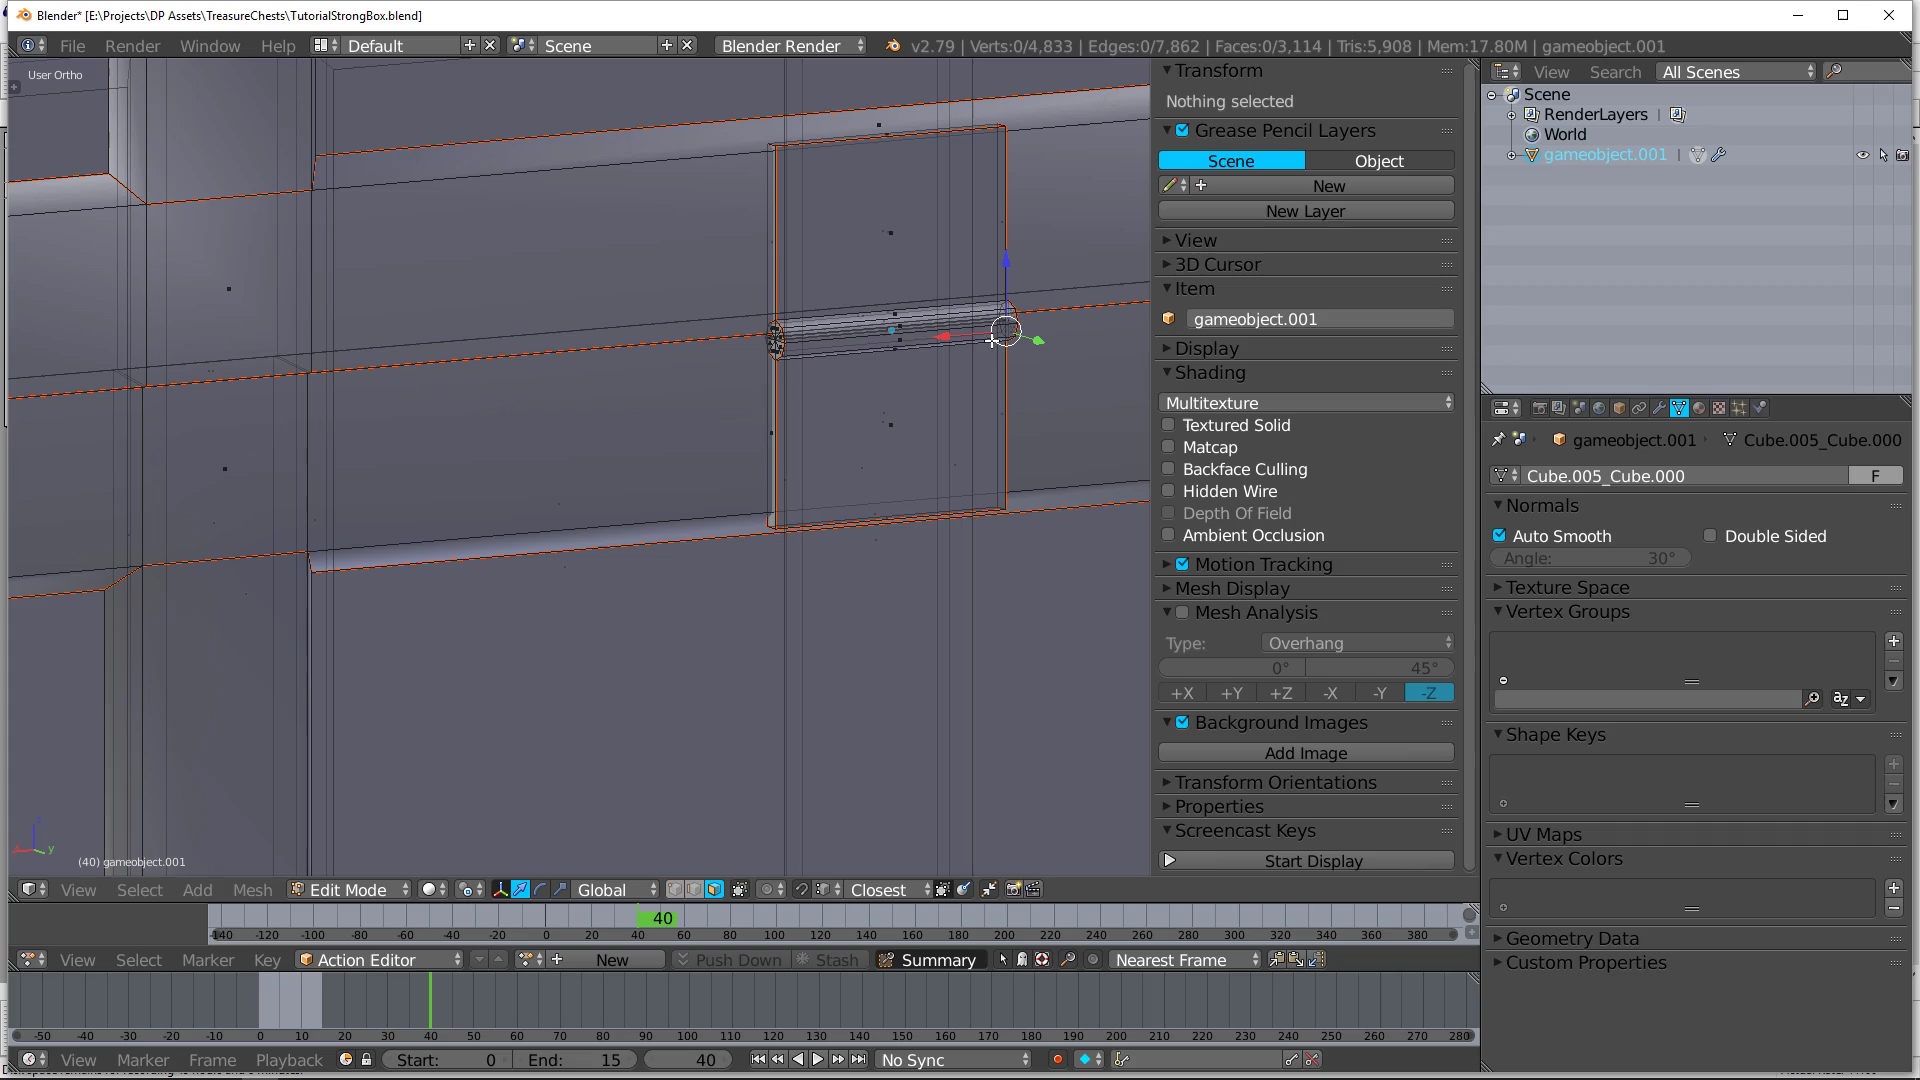 Blender* [E:\Projects\DP Assets\TreasureChests\TutorialStrongBox.blend]
File Render Window Help Default Scene Blender Render v2.79 | Verts:0/4,833 | Edges:0/7,862 | Faces:0/3,114 | Tris:5,908 | Mem:17.80M | gameobject.001
User Ortho
Transform
Nothing selected
Grease Pencil Layers
Scene Object
New
New Layer
View
3D Cursor
Item
gameobject.001
Display
Shading
Multitexture
Textured Solid
Matcap
Backface Culling
Hidden Wire
Depth Of Field
Ambient Occlusion
Motion Tracking
Mesh Display
Mesh Analysis
Type: Overhang
0° 45°
+X +Y +Z -X -Y -Z
Background Images
Add Image
Transform Orientations
Properties
Screencast Keys
Start Display
View Search All Scenes
Scene
RenderLayers |
World
gameobject.001 |
gameobject.001 Cube.005_Cube.000
Cube.005_Cube.000 F
Normals
Auto Smooth Double Sided
Angle: 30°
Texture Space
Vertex Groups
Shape Keys
UV Maps
Vertex Colors
Geometry Data
Custom Properties
z
x y
(40) gameobject.001
View Select Add Mesh Edit Mode Global Closest
40
-140 -120 -100 -80 -60 -40 -20 0 20 40 60 80 100 120 140 160 180 200 220 240 260 280 300 320 340 360 380
View Select Marker Key Action Editor New Push Down Stash Summary Nearest Frame
-50 -40 -30 -20 -10 0 10 20 30 40 50 60 70 80 90 100 110 120 130 140 150 160 170 180 190 200 210 220 230 240 250 260 270 280
View Marker Frame Playback Start: 0 End: 15 40 No Sync